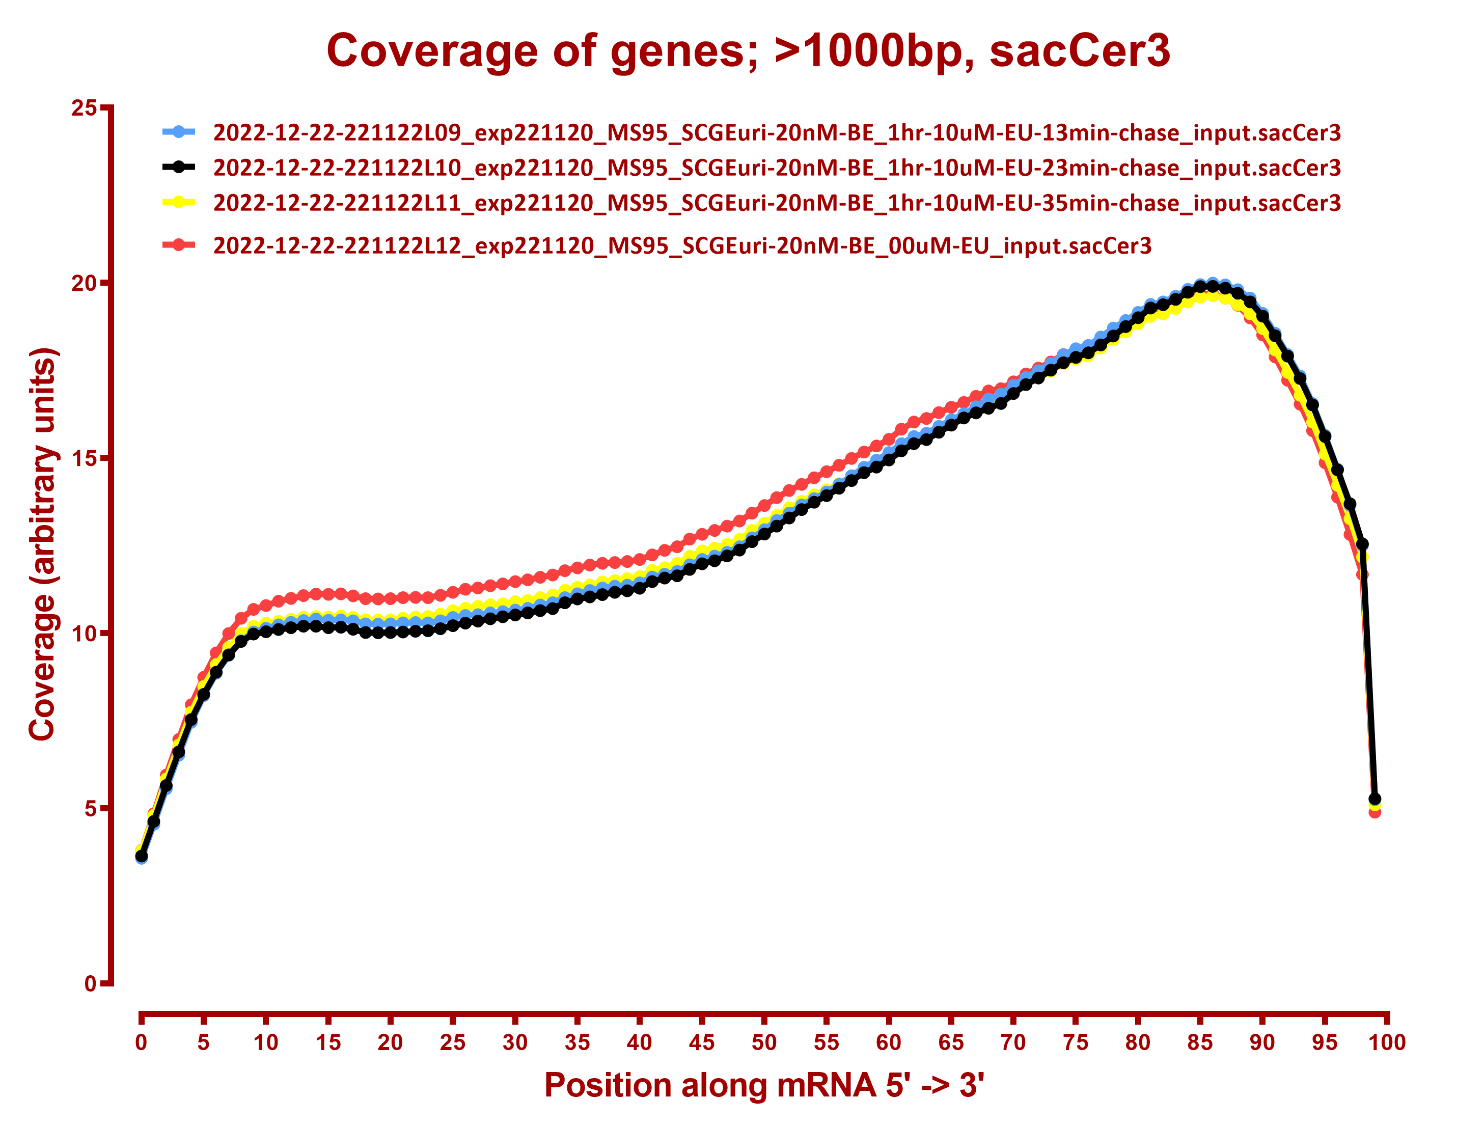 Coverage of genes; >1000bp, sacCer3
2022-12-22-221122L09_exp221120_MS95_SCGEuri-20nM-BE_1hr-10uM-EU-13min-chase_input.sacCer3
2022-12-22-221122L10_exp221120_MS95_SCGEuri-20nM-BE_1hr-10uM-EU-23min-chase_input.sacCer3
2022-12-22-221122L11_exp221120_MS95_SCGEuri-20nM-BE_1hr-10uM-EU-35min-chase_input.sacCer3
2022-12-22-221122L12_exp221120_MS95_SCGEuri-20nM-BE_00uM-EU_input.sacCer3
Coverage (arbitrary units)
25
20
15
10
5
0
0 5 10 15 20 25 30 35 40 45 50 55 60 65 70 75 80 85 90 95 100
Position along mRNA 5' -> 3'